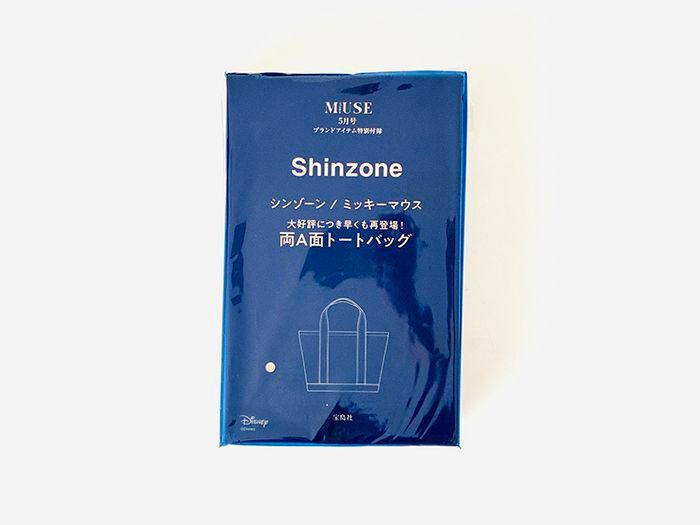 MUSE
5月号
ブランドアイテム特別付録
Shinzone
シンゾーン / ミッキーマウス
大好評につき早くも再登場!
両A面トートバッグ
Disney
©Disney
宝島社